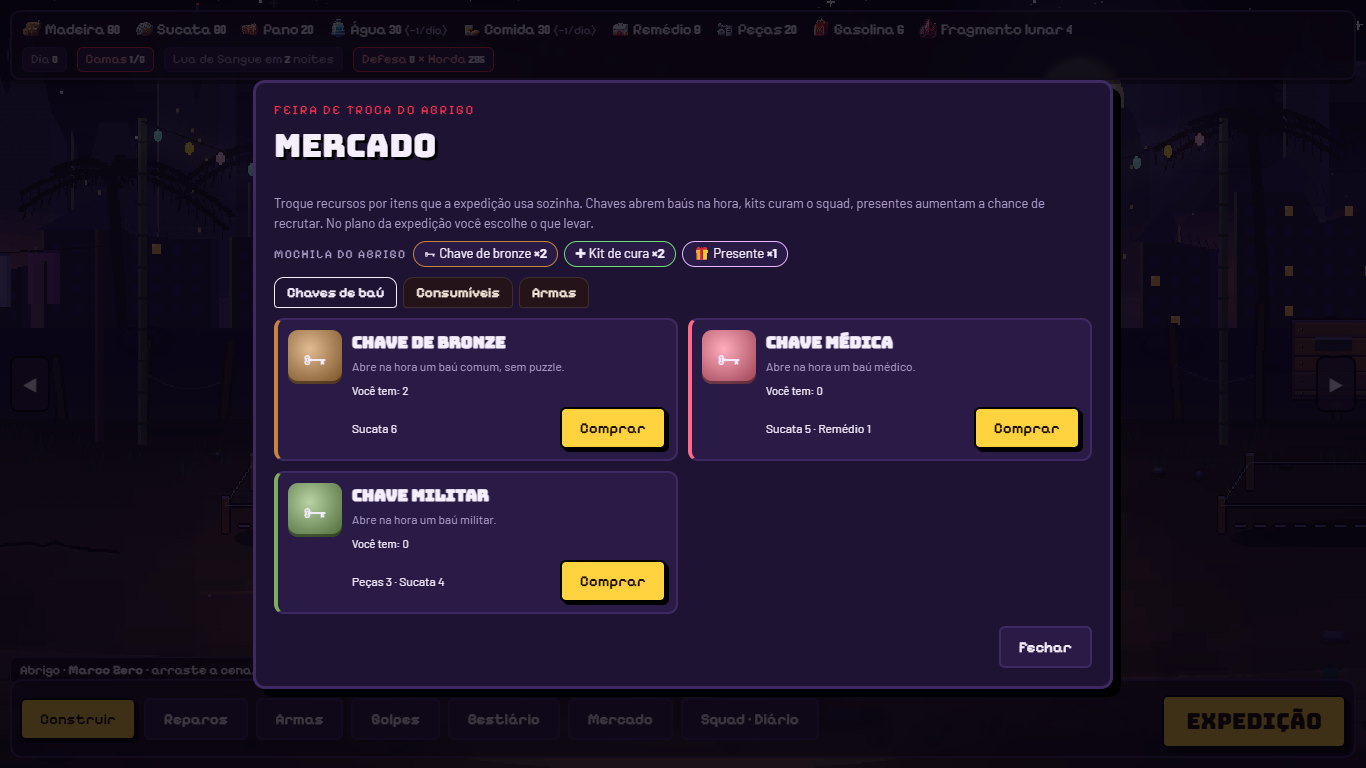 Madeira 80 Sucata 80 Pano 20 Água 30 (-1/dia) Comida 30 (-1/dia) Remédio 8 Peças 20 Gasolina 6 Fragmento lunar 4
Dia 0 Camas 1/0 Lua de Sangue em 2 noites Defesa 0 × Horda 255
FEIRA DE TROCA DO ABRIGO
MERCADO
Troque recursos por itens que a expedição usa sozinha. Chaves abrem baús na hora, kits curam o squad, presentes aumentam a chance de
recrutar. No plano da expedição você escolhe o que levar.
MOCHILA DO ABRIGO Chave de bronze ×2 Kit de cura ×2 Presente ×1
Chaves de baú Consumíveis Armas
CHAVE DE BRONZE
Abre na hora um baú comum, sem puzzle.
Você tem: 2
Sucata 6 Comprar
CHAVE MÉDICA
Abre na hora um baú médico.
Você tem: 0
Sucata 5 · Remédio 1 Comprar
CHAVE MILITAR
Abre na hora um baú militar.
Você tem: 0
Peças 3 · Sucata 4 Comprar
Fechar
Abrigo · Marco Zero · arraste a cena
Construir Reparos Armas Golpes Bestiário Mercado Squad · Diário EXPEDIÇÃO